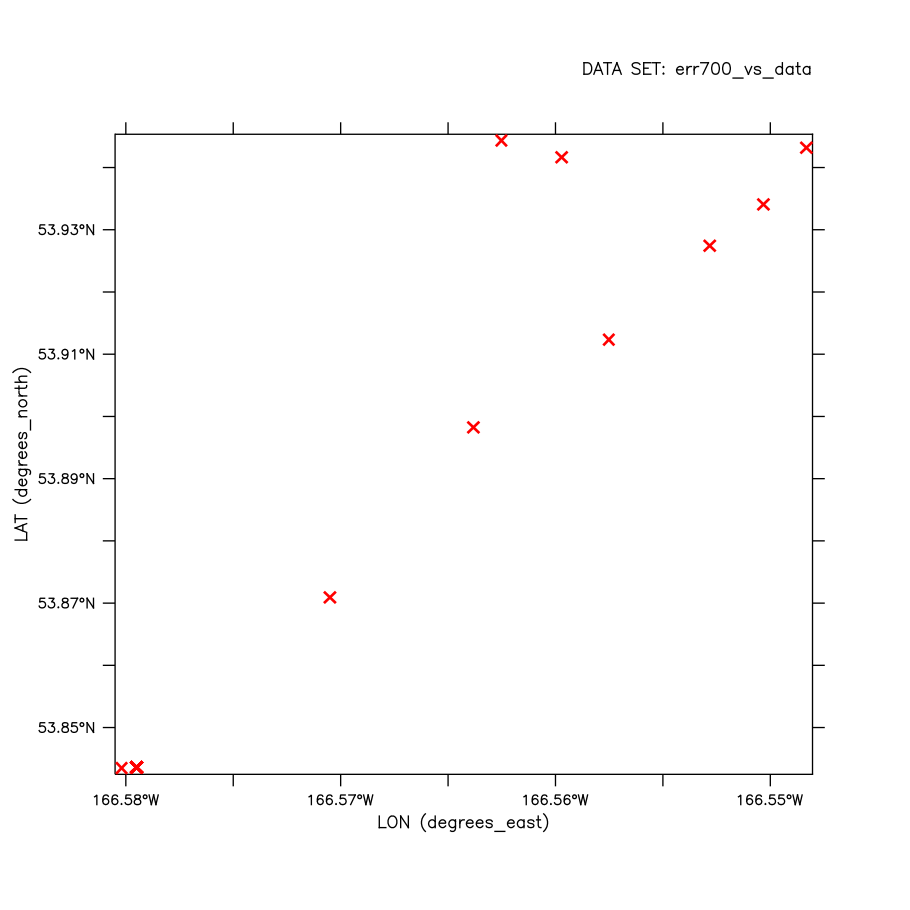 DATA SET: err700_vs_data
53.93°N
53.91°N
53.89°N
53.87°N
53.85°N
LAT (degrees_north)
166.58°W 166.57°W 166.56°W 166.55°W
LON (degrees_east)